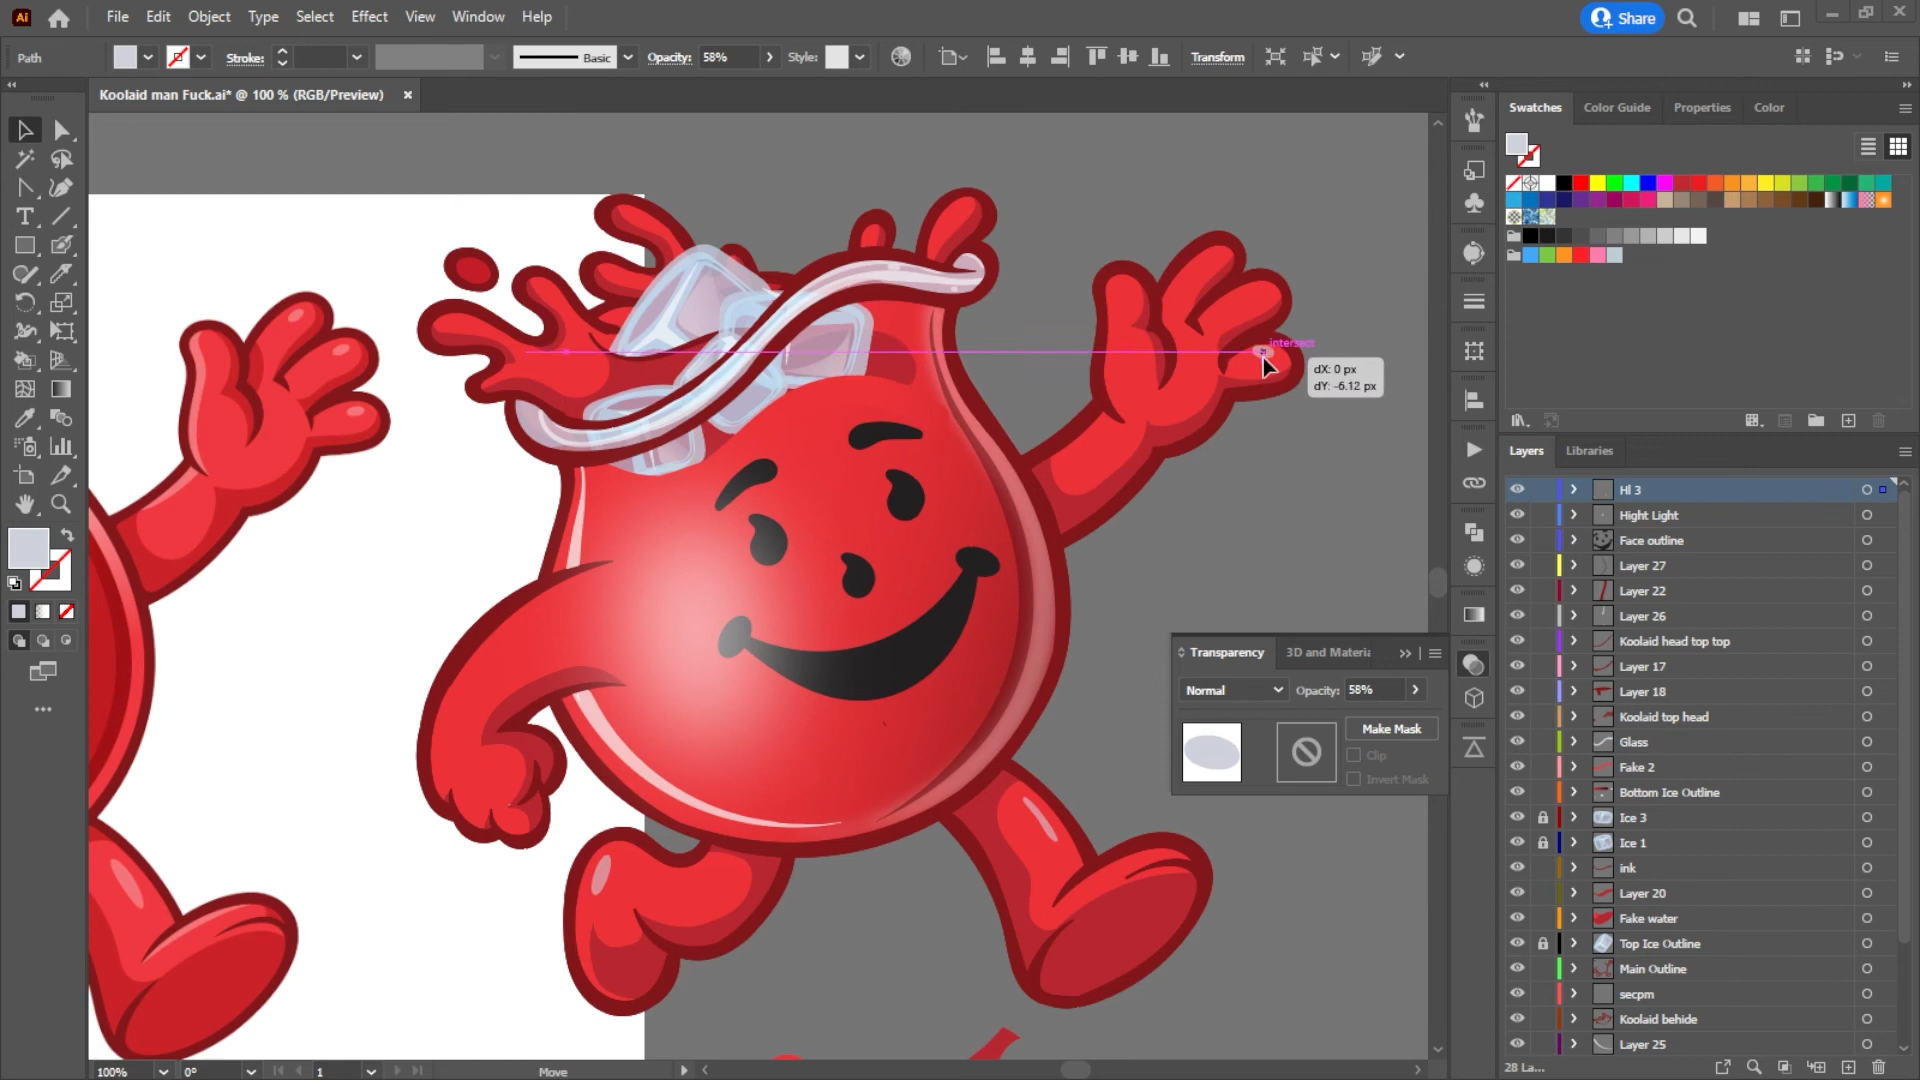 Ai File Edit Object Type Select Effect View Window Help Share
Path Stroke: Basic Opacity: 58% Style: Transform
Koolaid man Fuck.ai* @ 100 % (RGB/Preview) ×
Swatches Color Guide Properties Color
intersect
dX: 0 px
dY: -6.12 px
Layers Libraries
Hl 3
Hight Light
Face outline
Layer 27
Layer 22
Layer 26
Koolaid head top top
Layer 17
Layer 18
Koolaid top head
Glass
Fake 2
Bottom Ice Outline
Ice 3
Ice 1
ink
Layer 20
Fake water
Top Ice Outline
Main Outline
secpm
Koolaid behide
Layer 25
28 La...
Transparency 3D and Materia
Normal Opacity: 58%
Make Mask
Clip
Invert Mask
100% 0° 1 Move